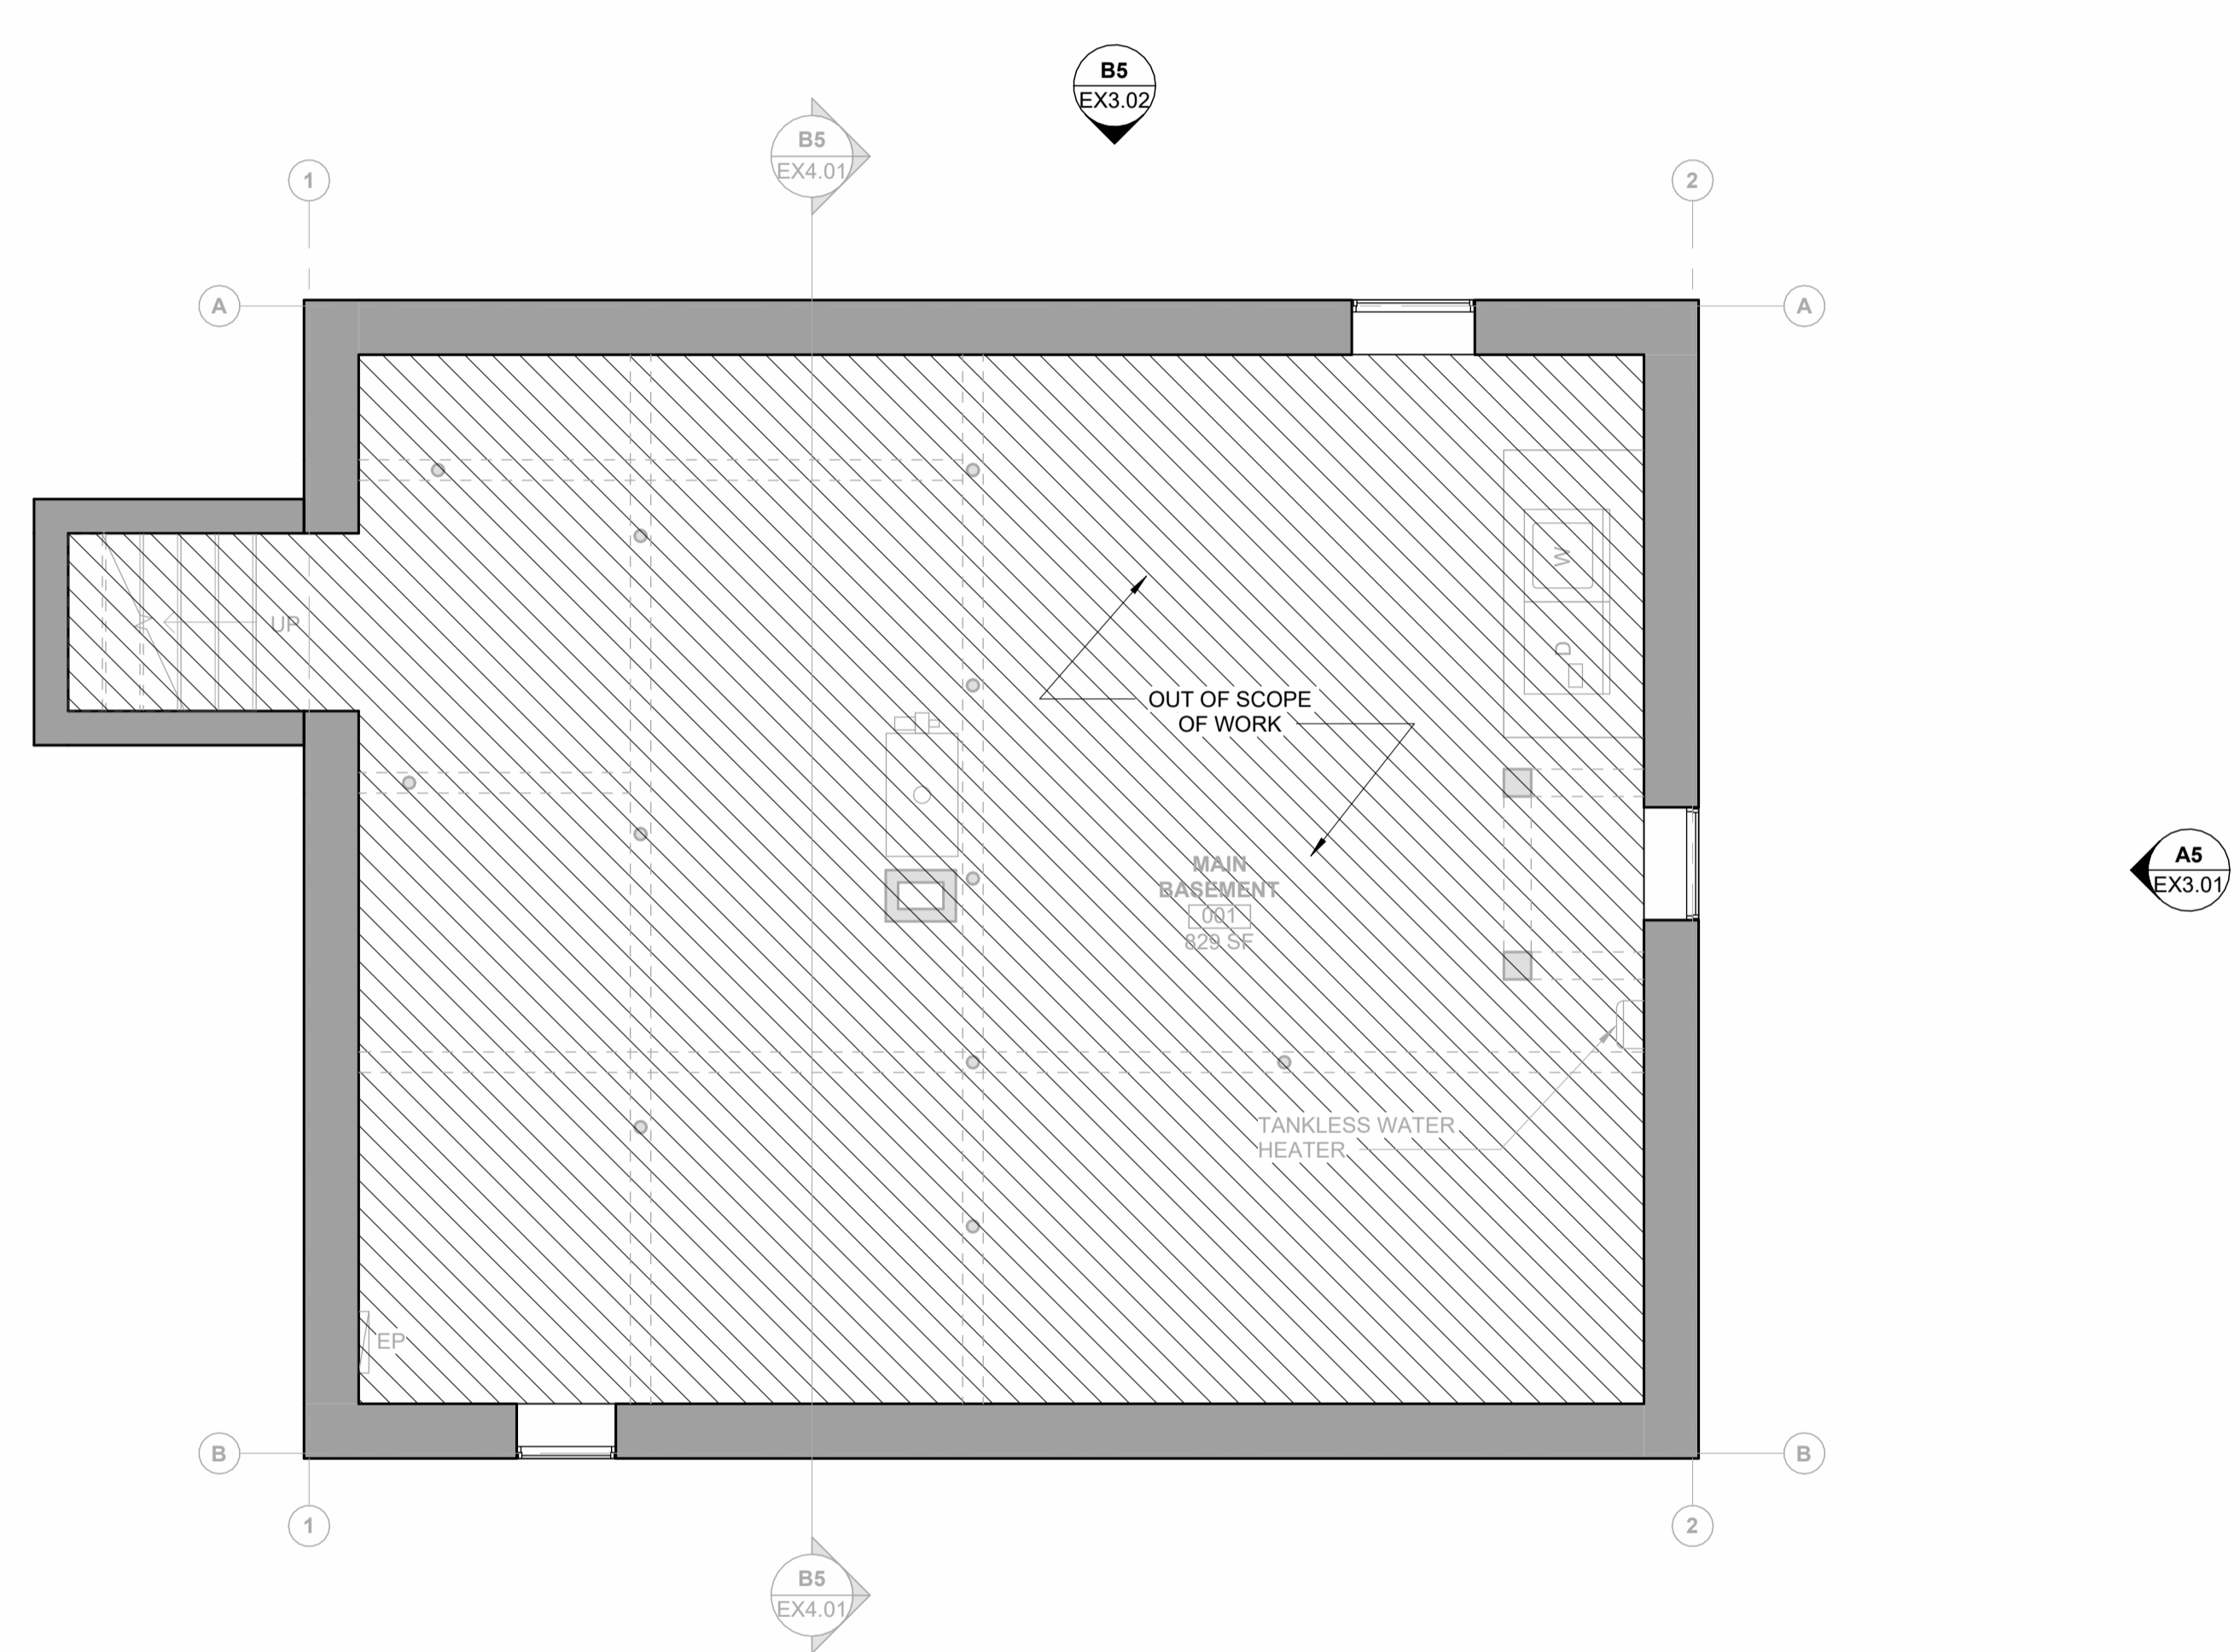 B5
EX3.02
B5
EX4.01
1
2
A
A
W
UP
D
OUT OF SCOPE
OF WORK
MAIN
BASEMENT
001
829 SF
A5
EX3.01
TANKLESS WATER
HEATER
EP
B
B
1
2
B5
EX4.01